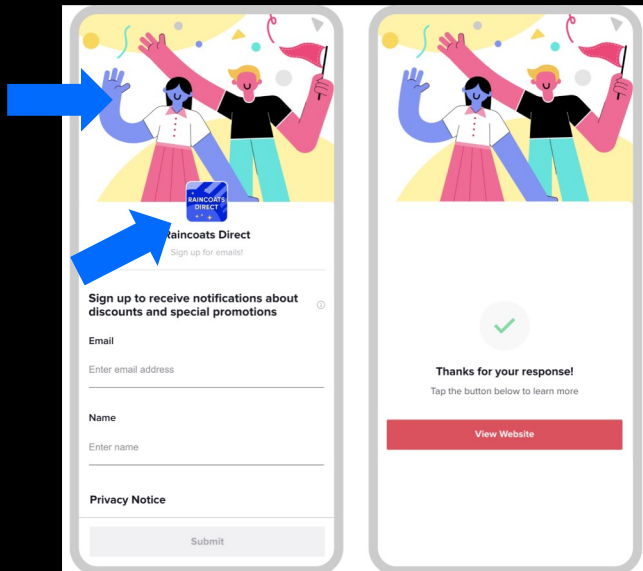 RAINCOATS
DIRECT
Raincoats Direct
Sign up for emails!
Sign up to receive notifications about
discounts and special promotions
Email
Enter email address
Name
Enter name
Privacy Notice
Submit
Thanks for your response!
Tap the button below to learn more
View Website